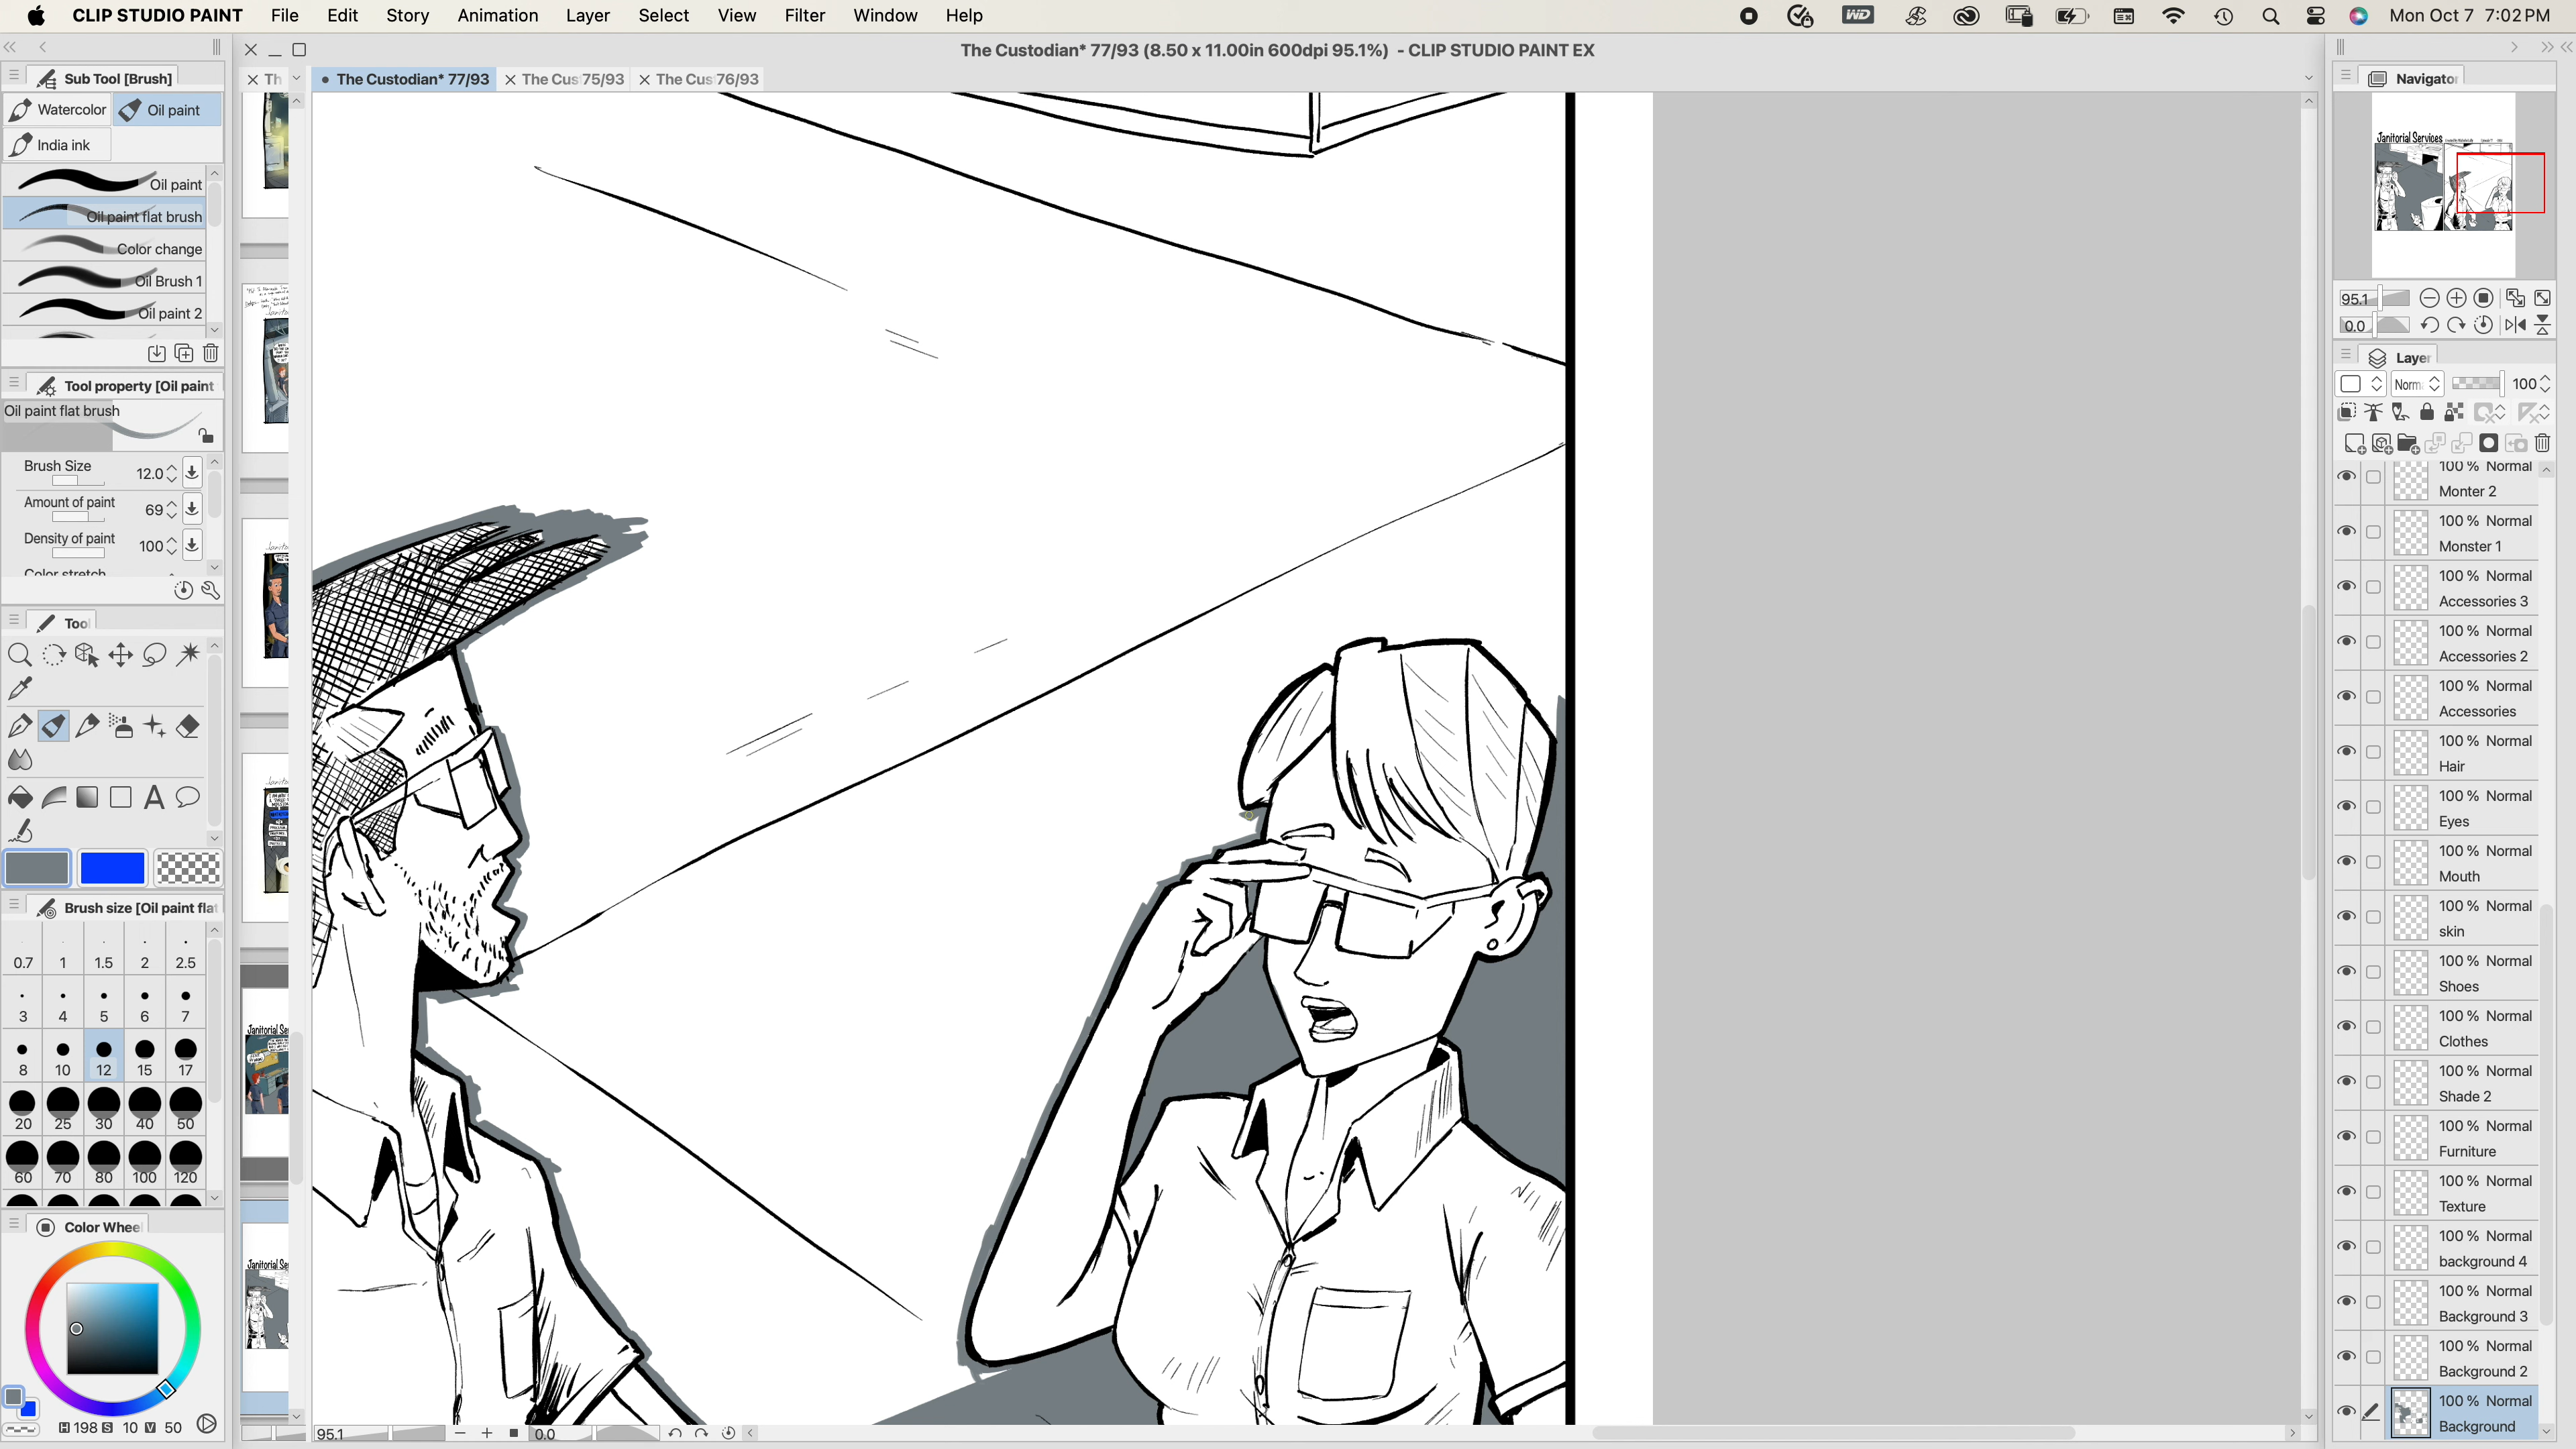 CLIP STUDIO PAINT File Edit Story Animation Layer Select View Filter Window Help WD Mon Oct 7 7:02 PM
The Custodian* 77/93 (8.50 x 11.00in 600dpi 95.1%) - CLIP STUDIO PAINT EX
Sub Tool [Brush]
Th The Custodian* 77/93 The Cus 75/93 The Cus 76/93
Watercolor Oil paint
India ink
Oil paint
Oil paint flat brush
Color change
Oil Brush 1
Oil paint 2
Tool property [Oil paint
Oil paint flat brush
Brush Size 12.0
Amount of paint 69
Density of paint 100
Color stretch
Tool
Brush size [Oil paint flat
0.7 1 1.5 2 2.5
3 4 5 6 7
8 10 12 15 17
20 25 30 40 50
60 70 80 100 120
Color Wheel
H 198 S 10 V 50
Janitorial Ser
Janitorial Ser
95.1 0.0
Navigator
Janitorial Services
95.1
0.0
Layer
Norm 100
100 % Normal
Monter 2
100 % Normal
Monster 1
100 % Normal
Accessories 3
100 % Normal
Accessories 2
100 % Normal
Accessories
100 % Normal
Hair
100 % Normal
Eyes
100 % Normal
Mouth
100 % Normal
skin
100 % Normal
Shoes
100 % Normal
Clothes
100 % Normal
Shade 2
100 % Normal
Furniture
100 % Normal
Texture
100 % Normal
background 4
100 % Normal
Background 3
100 % Normal
Background 2
100 % Normal
Background